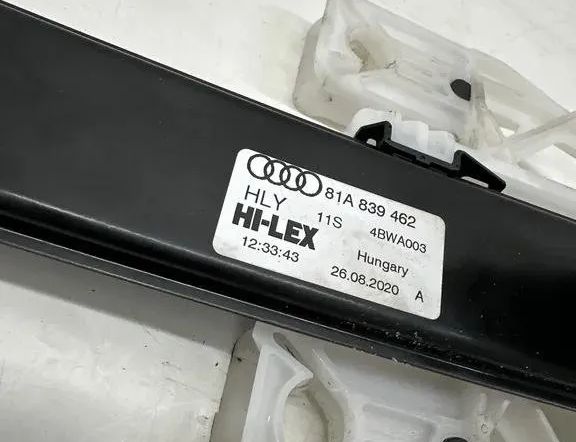 81A 839 462
HLY 11S 4BWA003
HI-LEX Hungary
12:33:43 26.08.2020 A